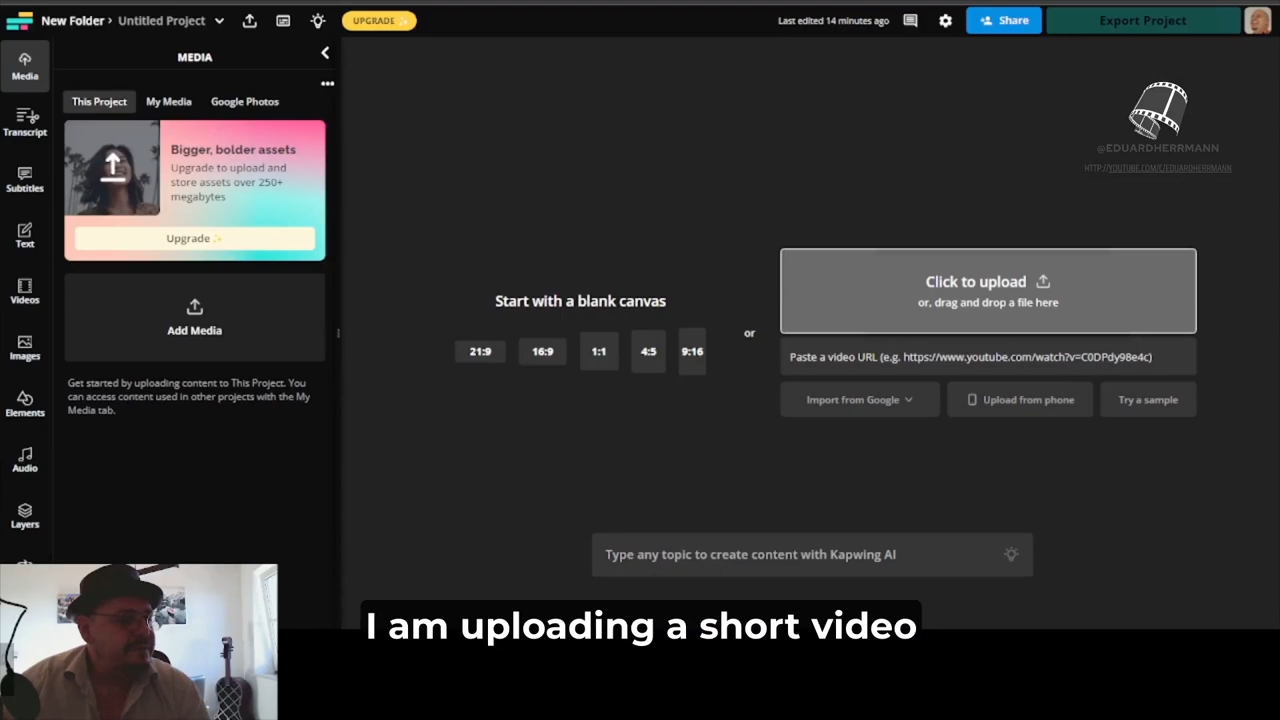 New Folder › Untitled Project
UPGRADE ✨
Last edited 14 minutes ago
Share
Export Project
Media
Transcript
Subtitles
Text
Videos
Images
Elements
Audio
Layers
MEDIA
This Project
My Media
Google Photos
Bigger, bolder assets
Upgrade to upload and
store assets over 250+
megabytes
Upgrade ✨
Add Media
Get started by uploading content to This Project. You
can access content used in other projects with the My
Media tab.
@EDUARDHERRMANN
HTTP://YOUTUBE.COM/C/EDUARDHERRMANN
Start with a blank canvas
21:9
16:9
1:1
4:5
9:16
or
Click to upload
or, drag and drop a file here
Paste a video URL (e.g. https://www.youtube.com/watch?v=C0DPdy98e4c)
Import from Google
Upload from phone
Try a sample
Type any topic to create content with Kapwing AI
I am uploading a short video